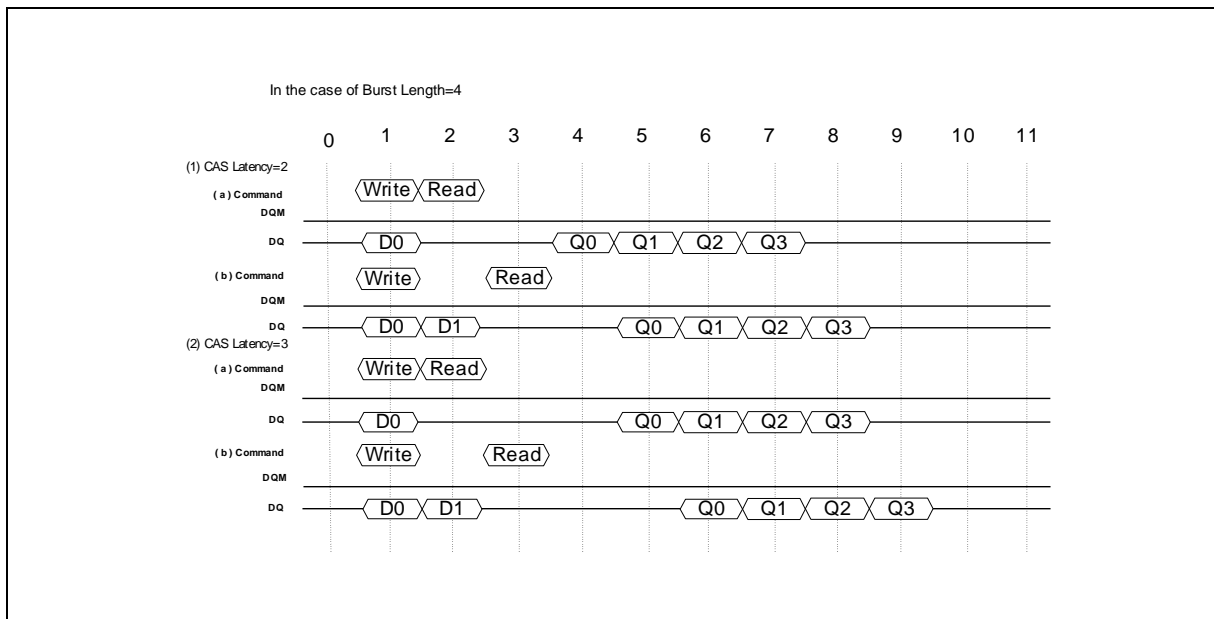 In the case of Burst Length=4
0 1 2 3 4 5 6 7 8 9 10 11
(1) CAS Latency=2
( a ) Command Write Read
DQM
DQ D0 Q0 Q1 Q2 Q3
( b ) Command Write Read
DQM
DQ D0 D1 Q0 Q1 Q2 Q3
(2) CAS Latency=3
( a ) Command Write Read
DQM
DQ D0 Q0 Q1 Q2 Q3
( b ) Command Write Read
DQM
DQ D0 D1 Q0 Q1 Q2 Q3